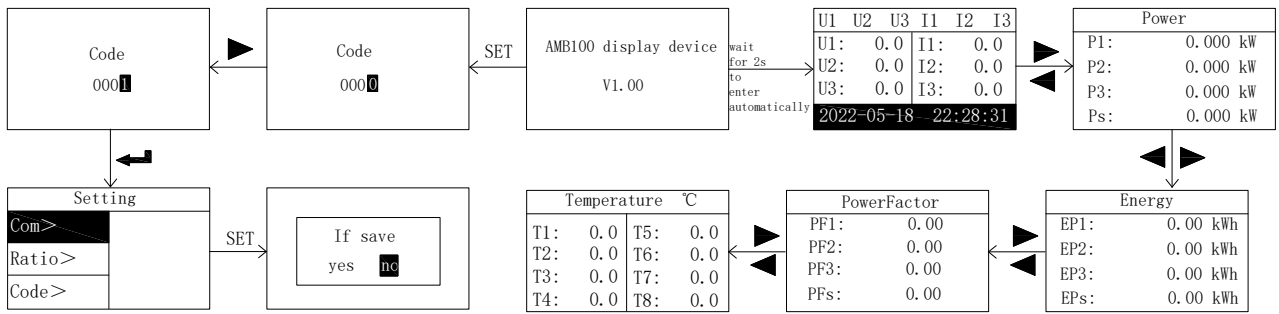 Code
0001
Code
0000
SET
AMB100 display device
V1.00
wait
for 2s
to
enter
automatically
U1 U2 U3 I1 I2 I3
U1: 0.0 I1: 0.0
U2: 0.0 I2: 0.0
U3: 0.0 I3: 0.0
2022-05-18 22:28:31
Power
P1: 0.000 kW
P2: 0.000 kW
P3: 0.000 kW
Ps: 0.000 kW
Setting
Com>
Ratio>
Code>
SET
If save
yes no
Temperature ℃
T1: 0.0 T5: 0.0
T2: 0.0 T6: 0.0
T3: 0.0 T7: 0.0
T4: 0.0 T8: 0.0
PowerFactor
PF1: 0.00
PF2: 0.00
PF3: 0.00
PFs: 0.00
Energy
EP1: 0.00 kWh
EP2: 0.00 kWh
EP3: 0.00 kWh
EPs: 0.00 kWh